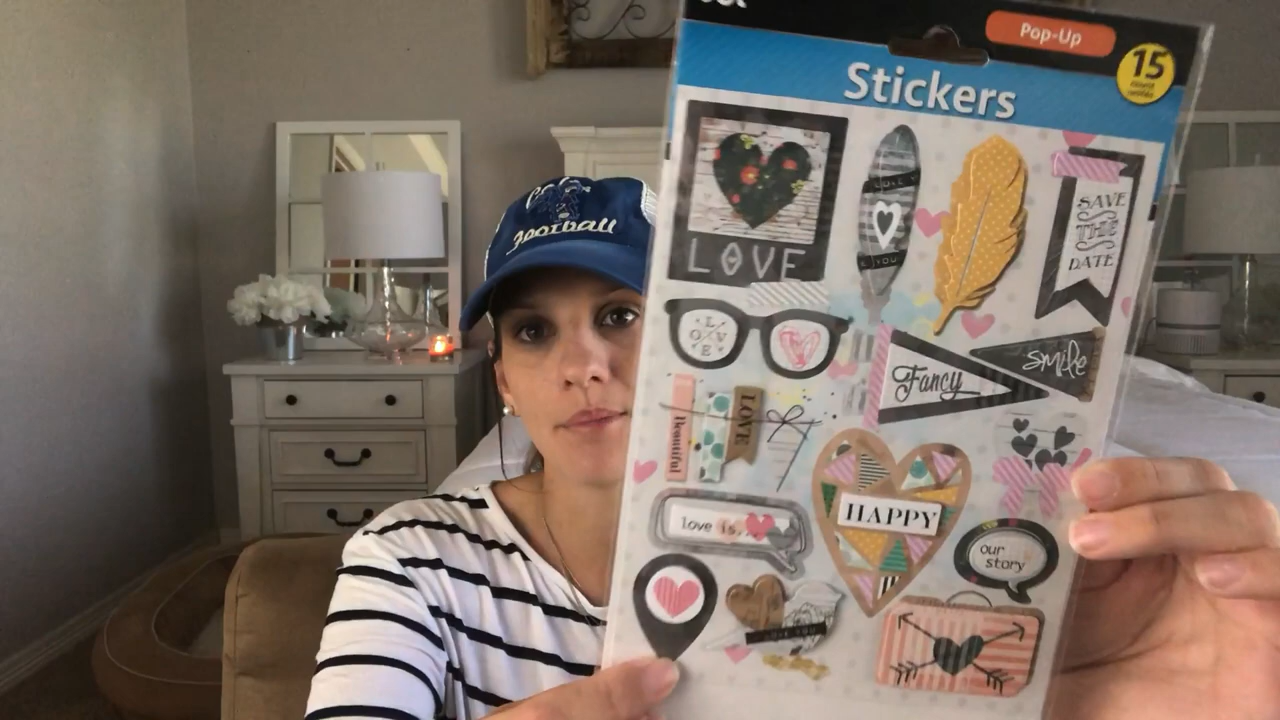 Pop-Up
15
Stickers
LOVE
LOVE
YOU
SAVE
THE
DATE
L
O V
E
Fancy
smile
Beautiful
LOVE
HAPPY
love is...
our
story
Football